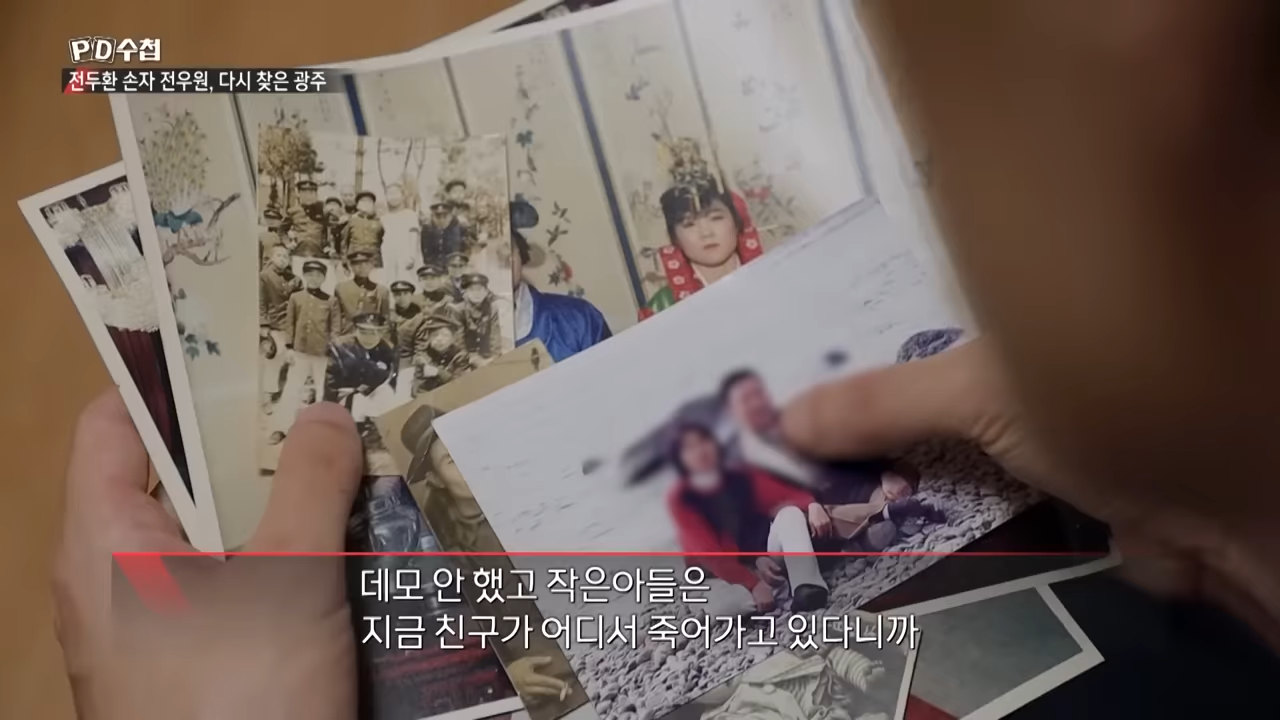 PD수첩
전두환 손자 전우원, 다시 찾은 광주
데모 안 했고 작은아들은
지금 친구가 어디서 죽어가고 있다니까